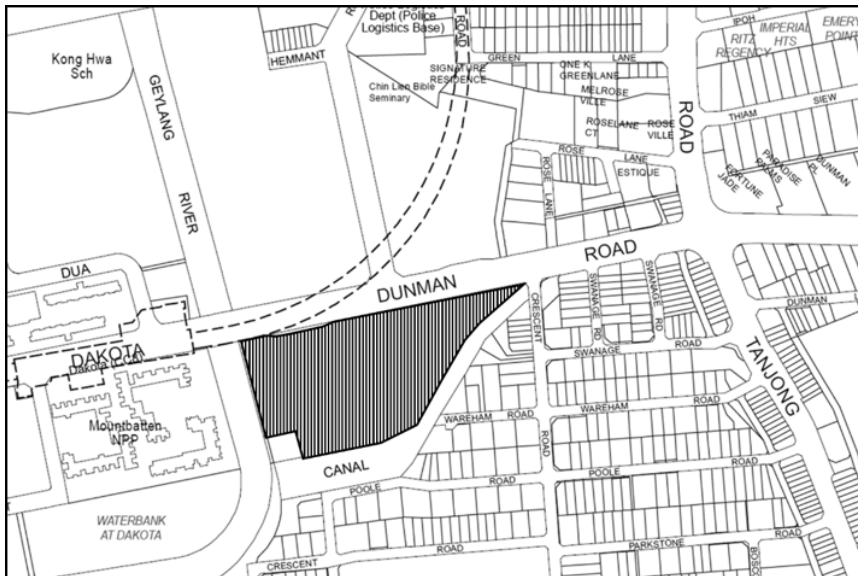 Dept (Police
Logistics Base)
ROAD
IPOH
IMPERIAL
HTS
RITZ
REGENCY
EMERY
POINT
Kong Hwa
Sch
HEMMANT
GREEN
LANE
SIGNATURE
RESIDENCE
ONE K
GREENLANE
Chin Lien Bible
Seminary
MELROSE
VILLE
GEYLANG
ROAD
THIAM
SIEW
ROSELANE
CT
ROSE
VILLE
ROSE
LANE
ESTIQUE
ROSE LANE
FORTUNE
JADE
PARADISE
PALMS
DUNMAN
PL
RIVER
DUA
DUNMAN
ROAD
CRESCENT
SWANAGE
RD
SWANAGE
RD
DUNMAN
DAKOTA
Dakota (CC8)
SWANAGE
ROAD
TANJONG
Mountbatten
NPP
WAREHAM
ROAD
WAREHAM
ROAD
ROAD
CANAL
POOLE
ROAD
POOLE
ROAD
WATERBANK
AT DAKOTA
CRESCENT
ROAD
PARKSTONE
ROAD